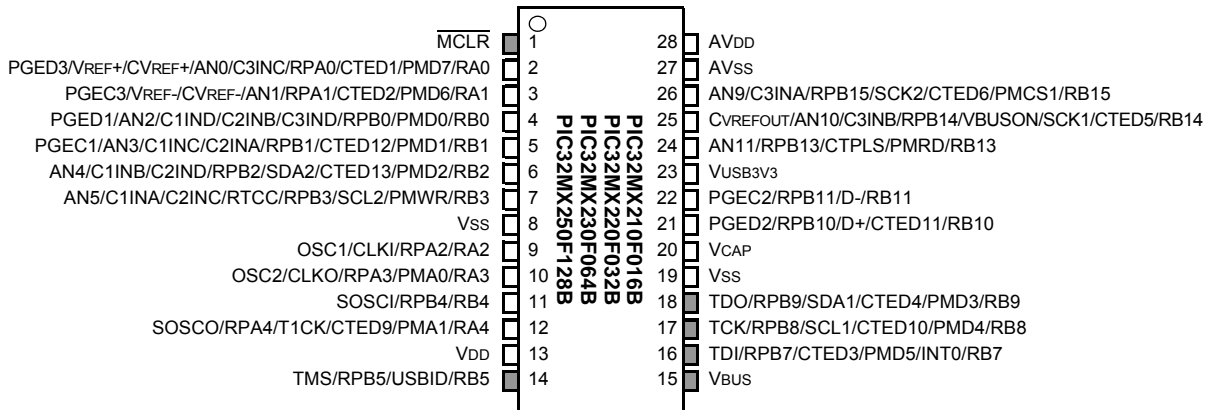 MCLR 1 28 AVDD
PGED3/VREF+/CVREF+/AN0/C3INC/RPA0/CTED1/PMD7/RA0 2 27 AVSS
PGEC3/VREF-/CVREF-/AN1/RPA1/CTED2/PMD6/RA1 3 26 AN9/C3INA/RPB15/SCK2/CTED6/PMCS1/RB15
PGED1/AN2/C1IND/C2INB/C3IND/RPB0/PMD0/RB0 4 25 CVREFOUT/AN10/C3INB/RPB14/VBUSON/SCK1/CTED5/RB14
PGEC1/AN3/C1INC/C2INA/RPB1/CTED12/PMD1/RB1 5 24 AN11/RPB13/CTPLS/PMRD/RB13
AN4/C1INB/C2IND/RPB2/SDA2/CTED13/PMD2/RB2 6 23 VUSB3V3
AN5/C1INA/C2INC/RTCC/RPB3/SCL2/PMWR/RB3 7 22 PGEC2/RPB11/D-/RB11
VSS 8 21 PGED2/RPB10/D+/CTED11/RB10
OSC1/CLKI/RPA2/RA2 9 20 VCAP
OSC2/CLKO/RPA3/PMA0/RA3 10 19 VSS
SOSCI/RPB4/RB4 11 18 TDO/RPB9/SDA1/CTED4/PMD3/RB9
SOSCO/RPA4/T1CK/CTED9/PMA1/RA4 12 17 TCK/RPB8/SCL1/CTED10/PMD4/RB8
VDD 13 16 TDI/RPB7/CTED3/PMD5/INT0/RB7
TMS/RPB5/USBID/RB5 14 15 VBUS
PIC32MX210F016B
PIC32MX220F032B
PIC32MX230F064B
PIC32MX250F128B